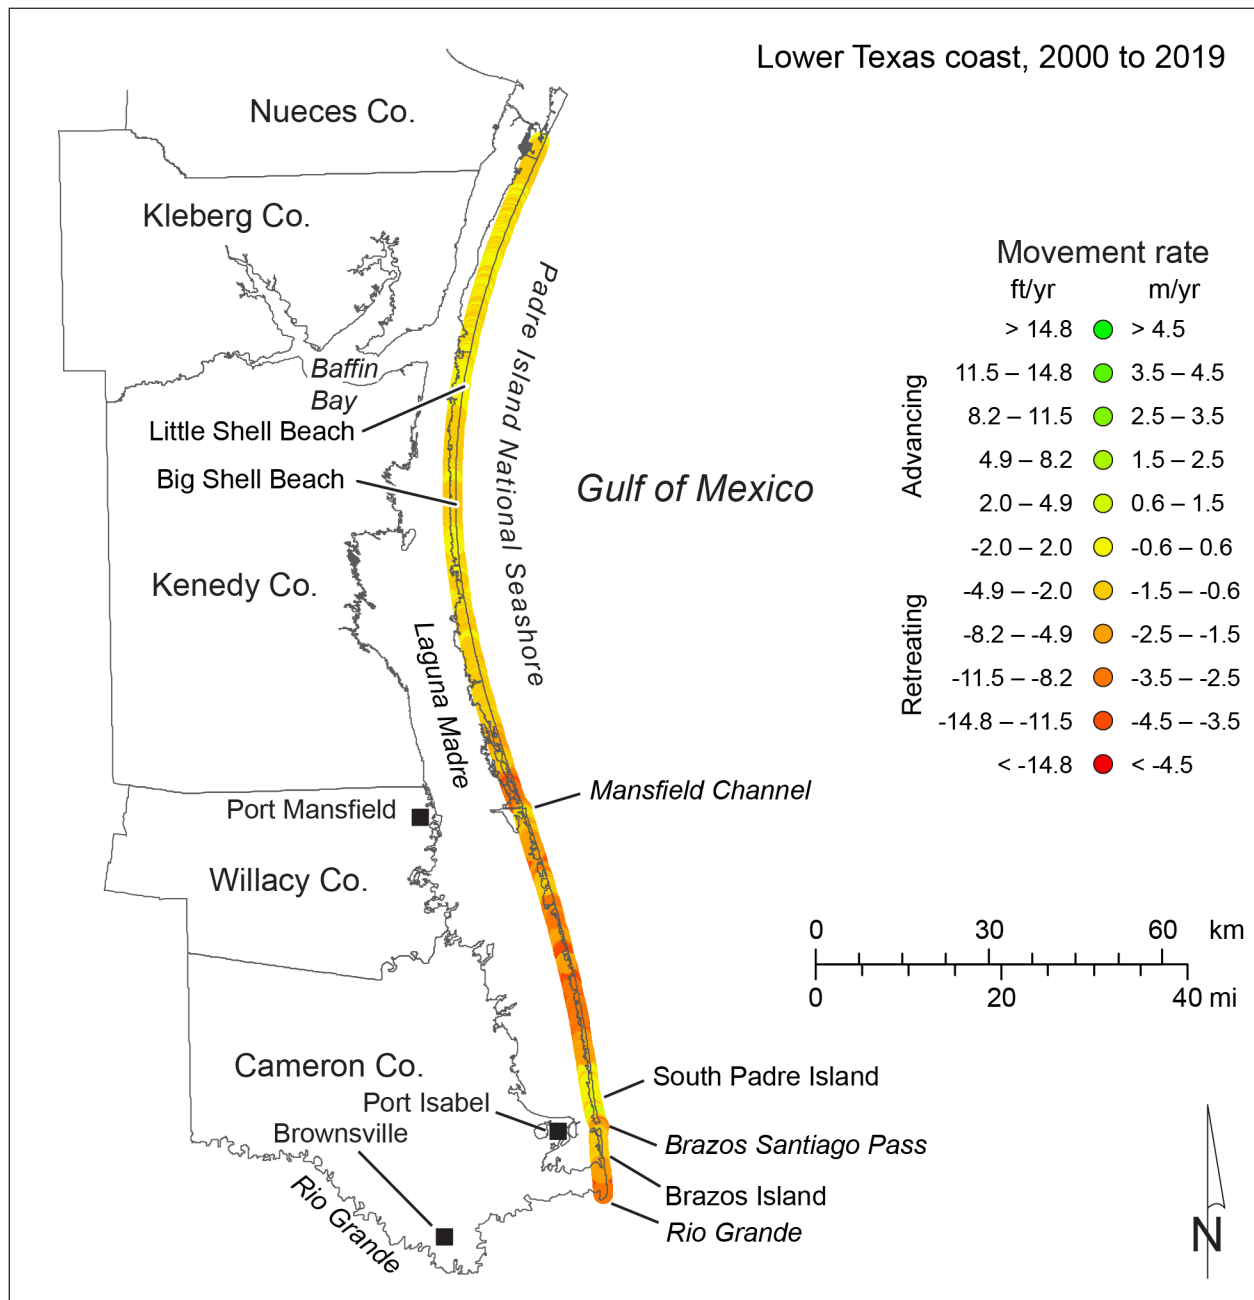 Lower Texas coast, 2000 to 2019
Nueces Co.
Kleberg Co.
Baffin
Bay
Little Shell Beach
Big Shell Beach
Padre Island National Seashore
Gulf of Mexico
Kenedy Co.
Laguna Madre
Mansfield Channel
Port Mansfield
Willacy Co.
Cameron Co.
Port Isabel
Brownsville
Rio Grande
South Padre Island
Brazos Santiago Pass
Brazos Island
Rio Grande
Movement rate
ft/yr m/yr
Advancing
> 14.8 > 4.5
11.5 – 14.8 3.5 – 4.5
8.2 – 11.5 2.5 – 3.5
4.9 – 8.2 1.5 – 2.5
2.0 – 4.9 0.6 – 1.5
-2.0 – 2.0 -0.6 – 0.6
Retreating
-4.9 – -2.0 -1.5 – -0.6
-8.2 – -4.9 -2.5 – -1.5
-11.5 – -8.2 -3.5 – -2.5
-14.8 – -11.5 -4.5 – -3.5
< -14.8 < -4.5
0 30 60 km
0 20 40 mi
N